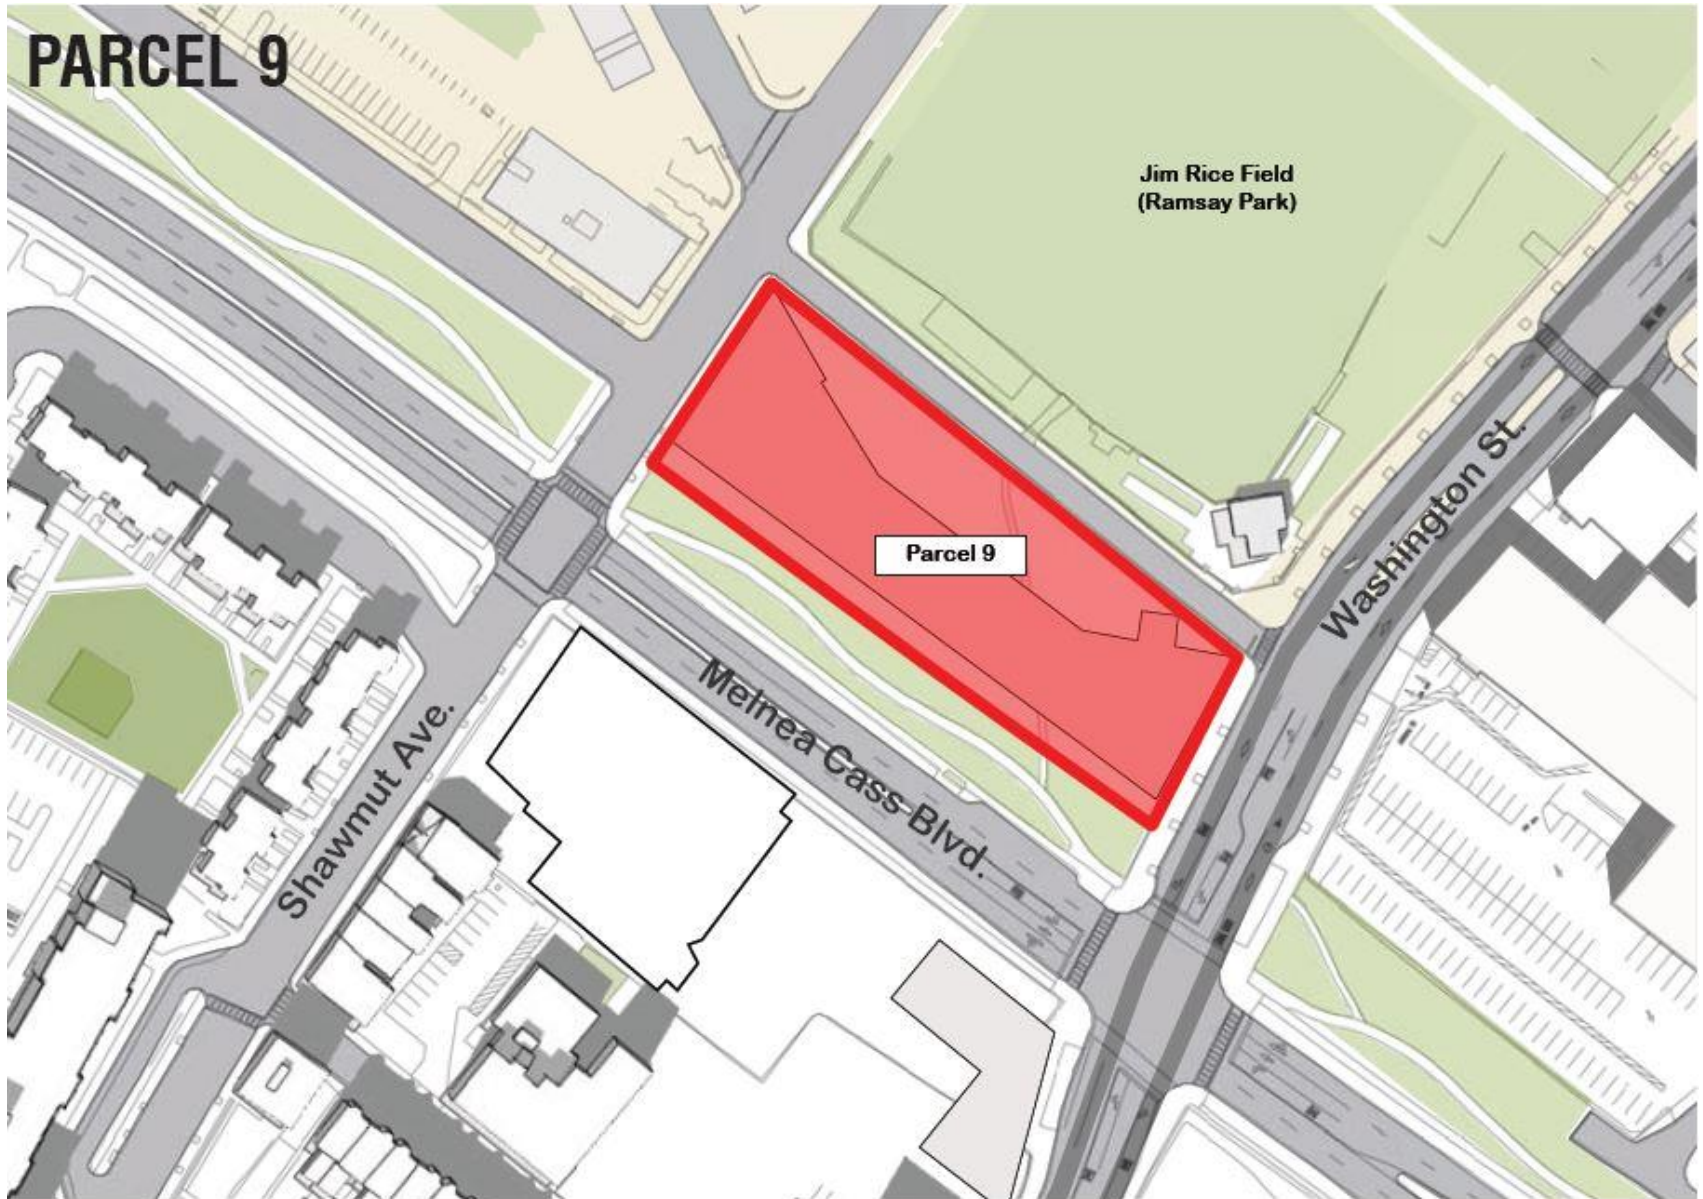 PARCEL 9
Jim Rice Field
(Ramsay Park)
Parcel 9
Washington St.
Melnea Cass Blvd.
Shawmut Ave.